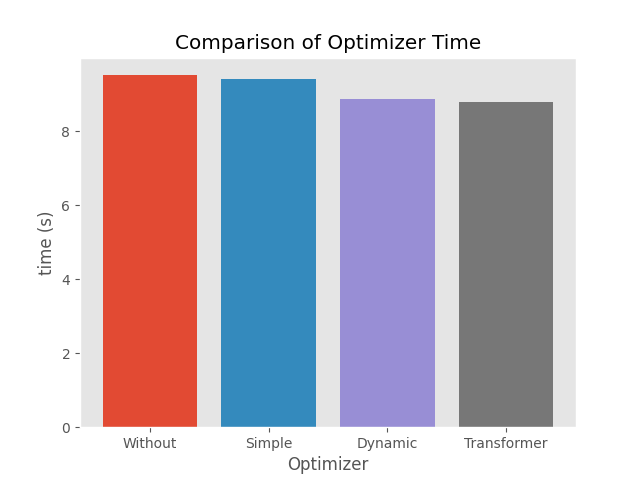 Comparison of Optimizer Time
time (s)
8
6
4
2
0
Without Simple Dynamic Transformer
Optimizer